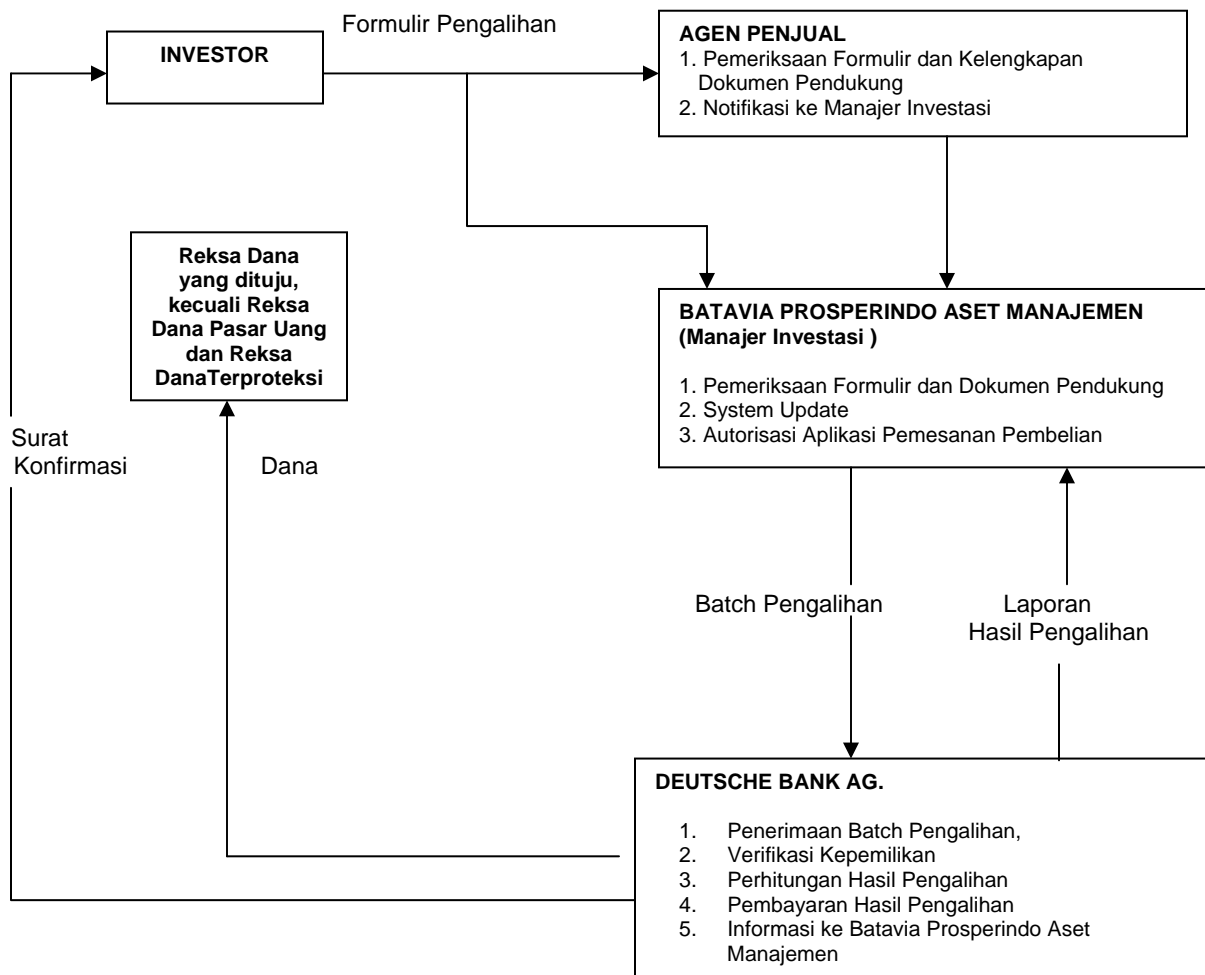 Formulir Pengalihan
INVESTOR
AGEN PENJUAL
1. Pemeriksaan Formulir dan Kelengkapan
Dokumen Pendukung
2. Notifikasi ke Manajer Investasi
Reksa Dana
yang dituju,
kecuali Reksa
Dana Pasar Uang
dan Reksa
DanaTerproteksi
BATAVIA PROSPERINDO ASET MANAJEMEN
(Manajer Investasi )
1. Pemeriksaan Formulir dan Dokumen Pendukung
2. System Update
3. Autorisasi Aplikasi Pemesanan Pembelian
Surat
Konfirmasi
Dana
Batch Pengalihan
Laporan
Hasil Pengalihan
DEUTSCHE BANK AG.
1. Penerimaan Batch Pengalihan,
2. Verifikasi Kepemilikan
3. Perhitungan Hasil Pengalihan
4. Pembayaran Hasil Pengalihan
5. Informasi ke Batavia Prosperindo Aset
Manajemen